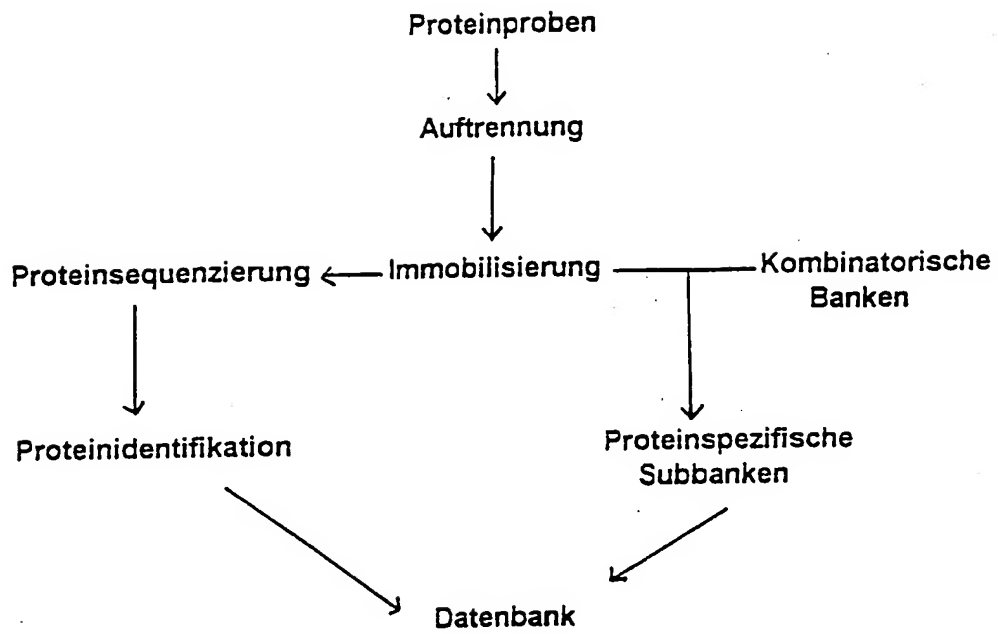 Proteinproben
Auftrennung
Proteinsequenzierung
Immobilisierung
Kombinatorische
Banken
Proteinidentifikation
Proteinspezifische
Subbanken
Datenbank